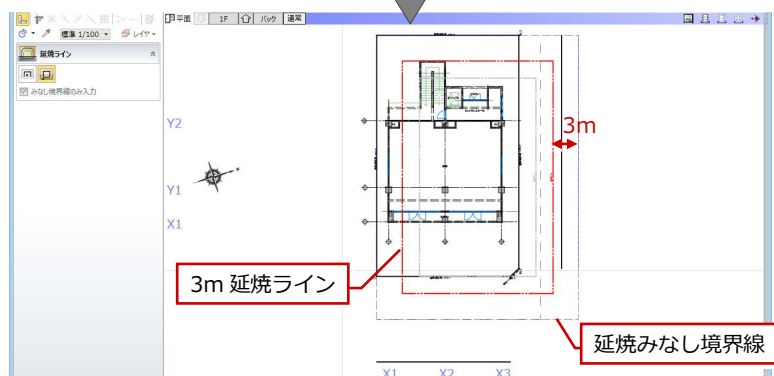 平面 1F バック 通常
標準 1/100 レイヤ
延焼ライン
みなし境界線のみ入力
Y2
3m
Y1
X1
3m 延焼ライン
延焼みなし境界線
X1 X2 X3